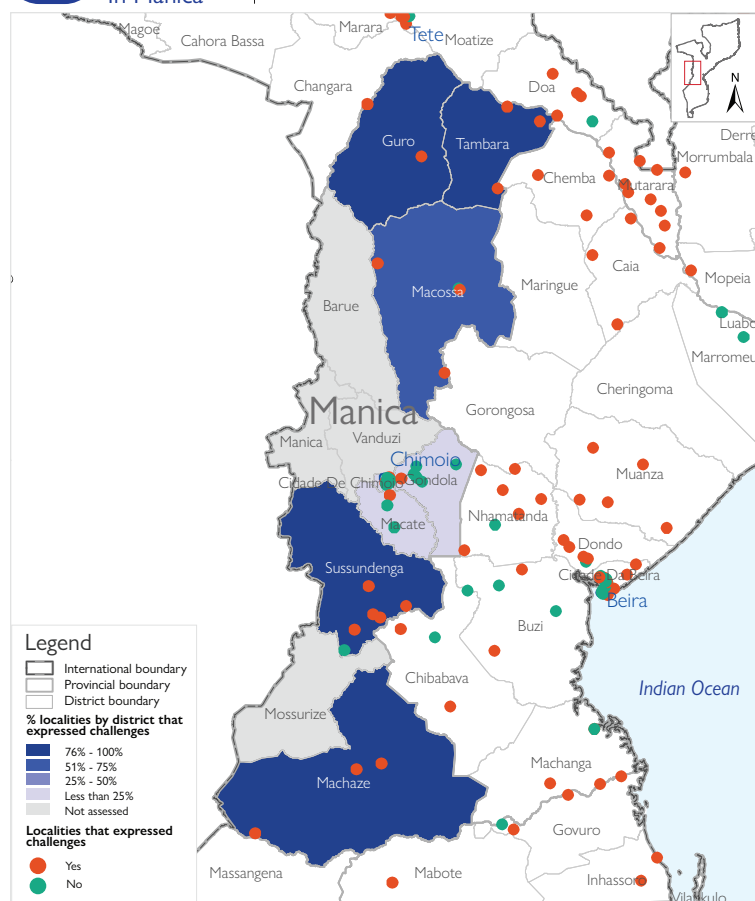 in Manica
Magoe
Cahora Bassa
Marara
Tete
Moatize
Changara
Doa
N
Guro
Tambara
Chemba
Mutarara
Derre
Morrumbala
Macossa
Maringue
Caia
Mopeia
Barue
Luabo
Marromeu
Manica
Gorongosa
Cheringoma
Manica
Vanduzi
Chimoio
Cidade De Chimoio
Gondola
Muanza
Macate
Nhamatanda
Dondo
Sussundenga
Cidade Da Beira
Beira
Buzi
Chibababva
Indian Ocean
Mossurize
Machanga
Machaze
Govuro
Massangena
Mabote
Inhassoro
Vilankulo
Legend
International boundary
Provincial boundary
District boundary
% localities by district that
expressed challenges
76% - 100%
51% - 75%
25% - 50%
Less than 25%
Not assessed
Localities that expressed
challenges
Yes
No